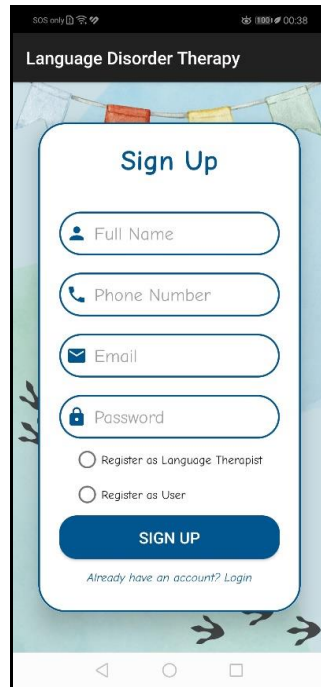 SOS only 100 00:38
Language Disorder Therapy
Sign Up
Full Name
Phone Number
Email
Password
Register as Language Therapist
Register as User
SIGN UP
Already have an account? Login